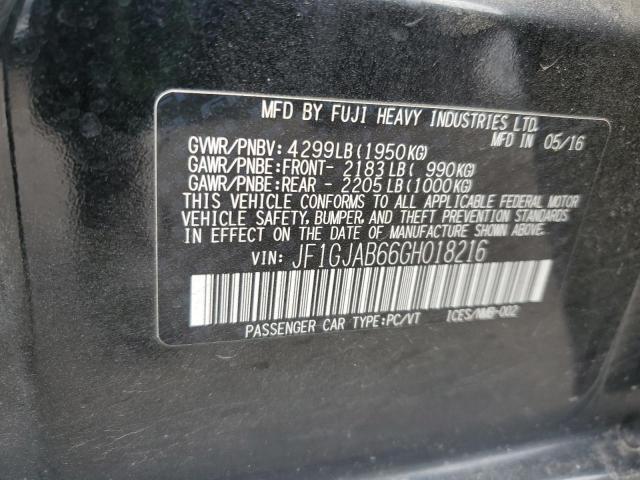 MFD BY FUJI HEAVY INDUSTRIES LTD.
MFD IN 05/16
GVWR/PNBV: 4299LB(1950KG)
GAWR/PNBE:FRONT- 2183LB( 990KG)
GAWR/PNBE:REAR - 2205LB(1000KG)
THIS VEHICLE CONFORMS TO ALL APPLICABLE FEDERAL MOTOR
VEHICLE SAFETY, BUMPER, AND THEFT PREVENTION STANDARDS
IN EFFECT ON THE DATE OF MANUFACTURE SHOWN ABOVE.
VIN: JF1GJAB66GH018216
PASSENGER CAR TYPE:PC/VT ICES/NMB-002